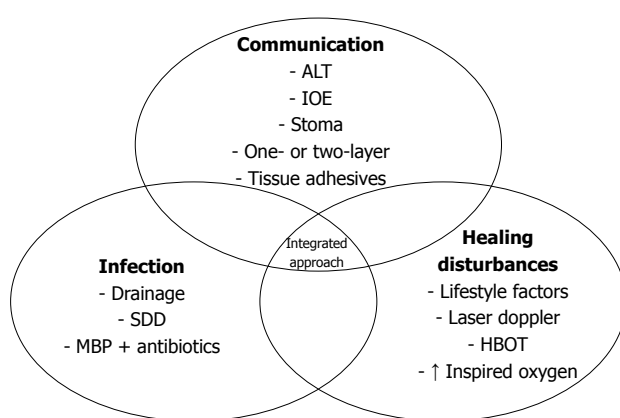 Communication
- ALT
- IOE
- Stoma
- One- or two-layer
- Tissue adhesives
Integrated
approach
Infection
- Drainage
- SDD
- MBP + antibiotics
Healing
disturbances
- Lifestyle factors
- Laser doppler
- HBOT
- ↑ Inspired oxygen